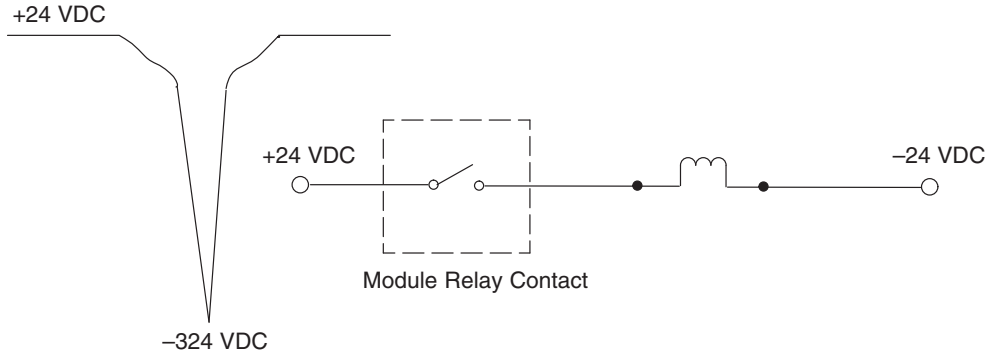 +24 VDC
+24 VDC
–24 VDC
Module Relay Contact
–324 VDC